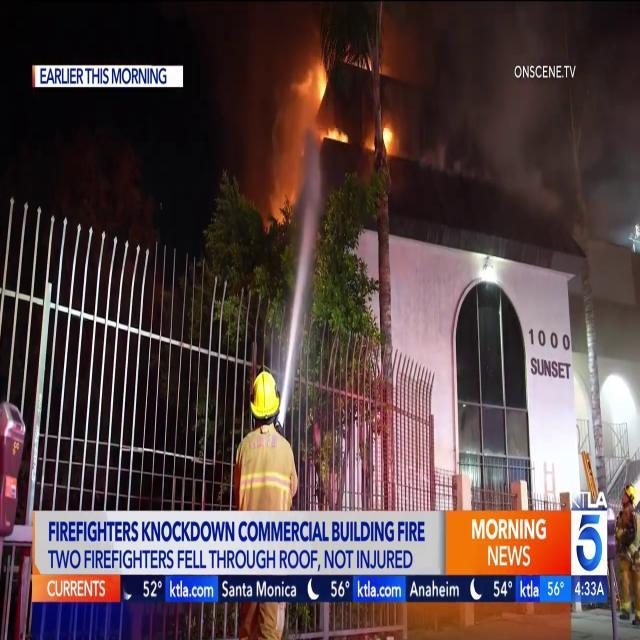 EARLIER THIS MORNING
ONSCENE.TV
1000
SUNSET
FIREFIGHTERS KNOCKDOWN COMMERCIAL BUILDING FIRE
TWO FIREFIGHTERS FELL THROUGH ROOF, NOT INJURED
MORNING
NEWS
KTLA
5
CURRENTS 52° ktla.com Santa Monica 56° ktla.com Anaheim 54° ktla.com 56° 4:33A